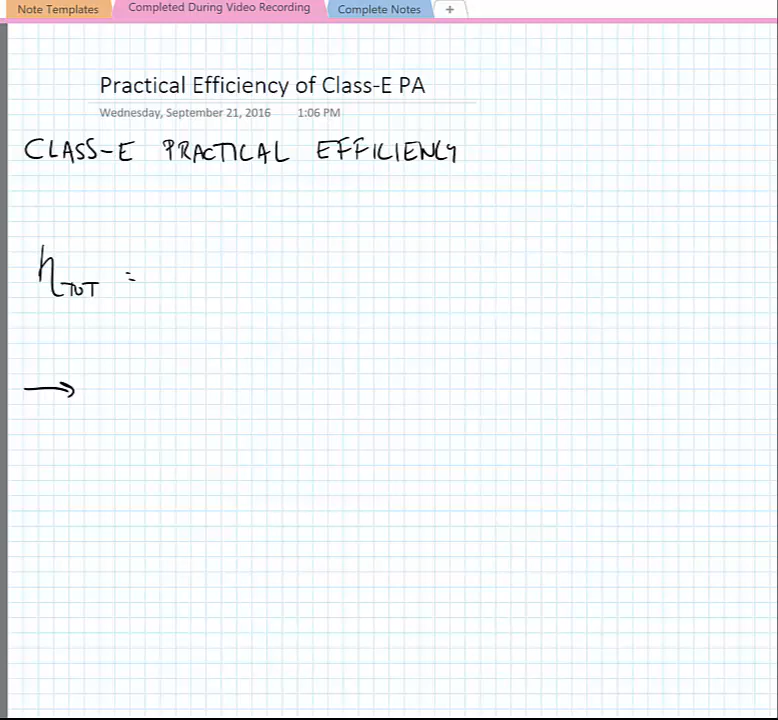 Note Templates Completed During Video Recording Complete Notes +
Practical Efficiency of Class-E PA
Wednesday, September 21, 2016 1:06 PM
CLASS-E PRACTICAL EFFICIENCY
η_TOT =
→